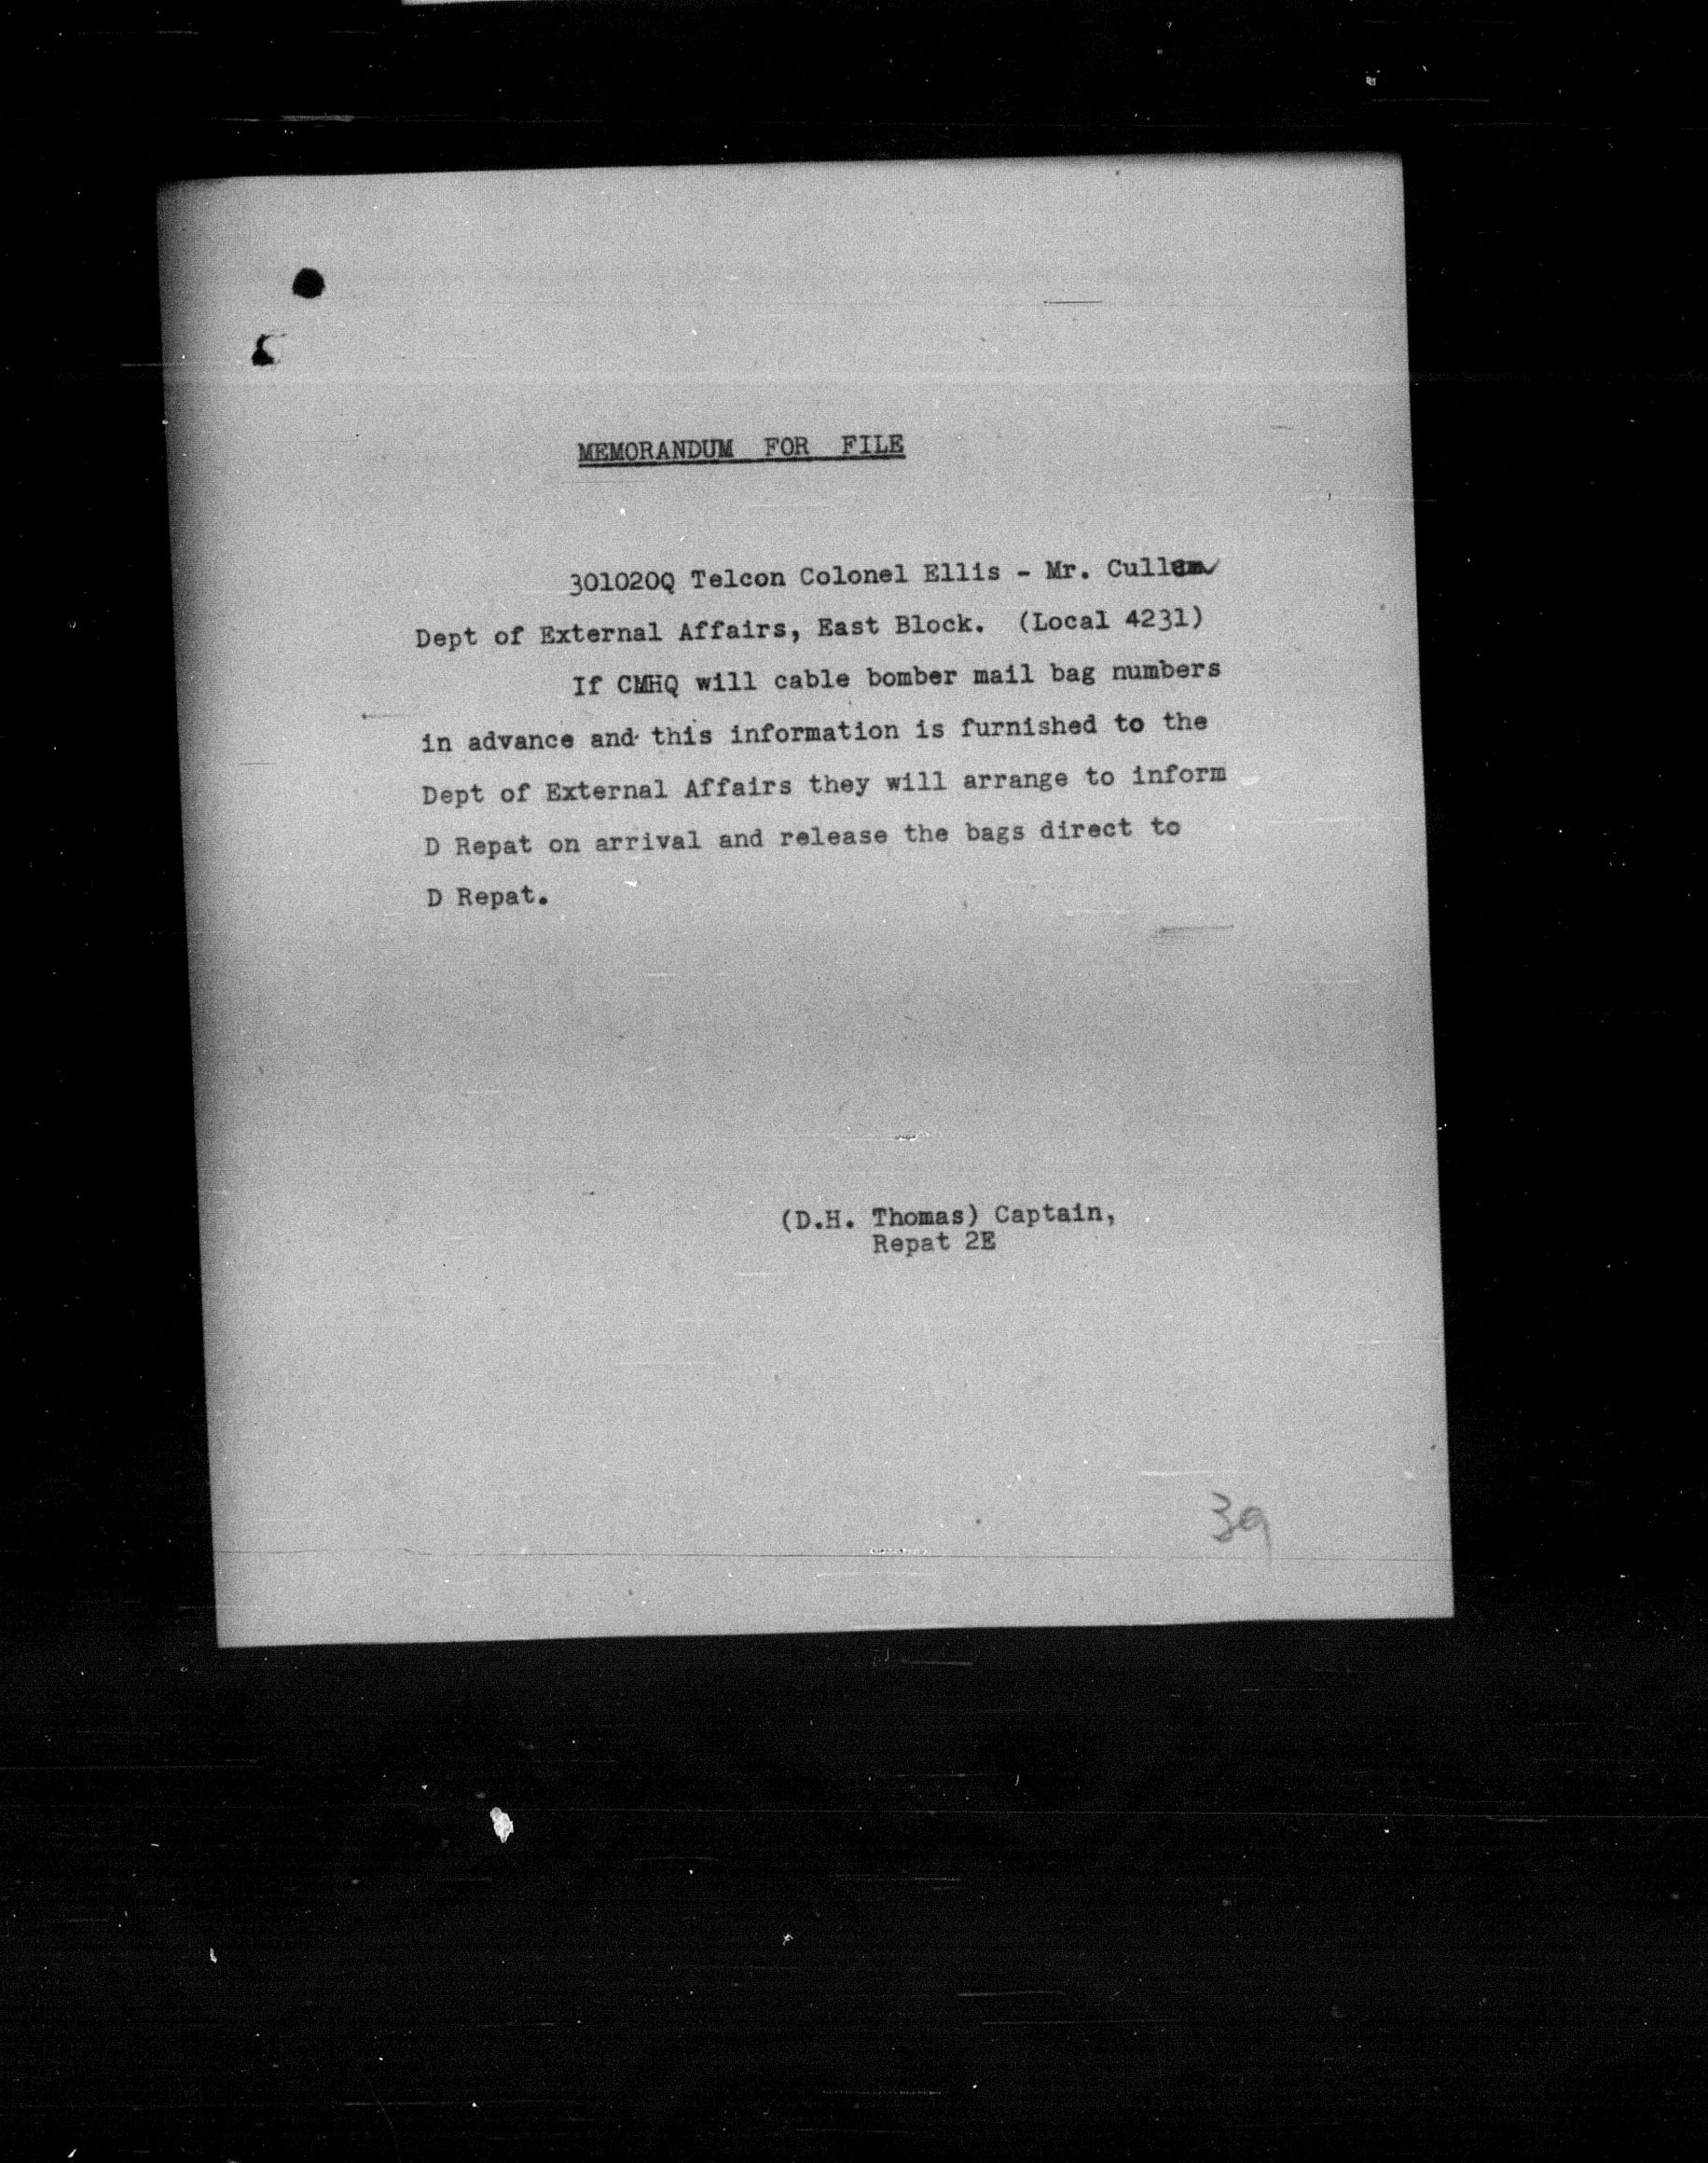 MEMORANDUM FOR FILE
301020Q Telcon Colonel Ellis - Mr.
Dept of External Affairs, East Block. (Local 4231)
If CMHQ will cable bomber mail bag numbers
in advance and this information is furnished to the
Dept of External Affairs they will arrange to inform
D Repat on arrival and release the bags direct to
D Repat.
(D.H. Thomas) Captain,
Repat 2E
39